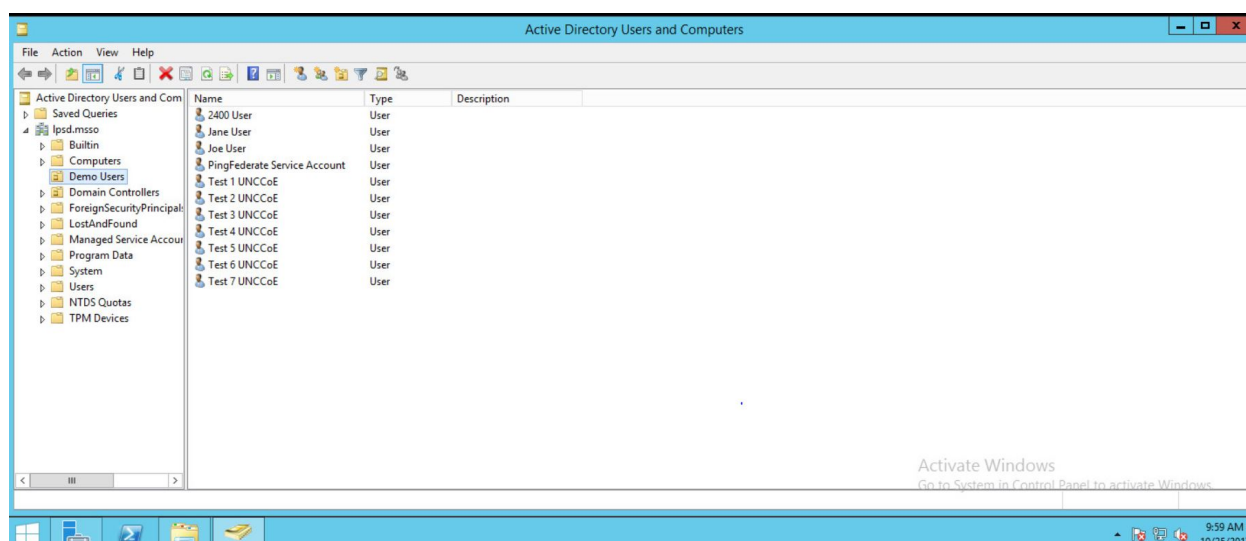 Active Directory Users and Computers
File Action View Help
Active Directory Users and Com
Saved Queries
lpsd.msso
Builtin
Computers
Demo Users
Domain Controllers
ForeignSecurityPrincipals
LostAndFound
Managed Service Accour
Program Data
System
Users
NTDS Quotas
TPM Devices
Name Type Description
2400 User User
Jane User User
Joe User User
PingFederate Service Account User
Test 1 UNCCoE User
Test 2 UNCCoE User
Test 3 UNCCoE User
Test 4 UNCCoE User
Test 5 UNCCoE User
Test 6 UNCCoE User
Test 7 UNCCoE User
Activate Windows
Go to System in Control Panel to activate Windows.
9:59 AM